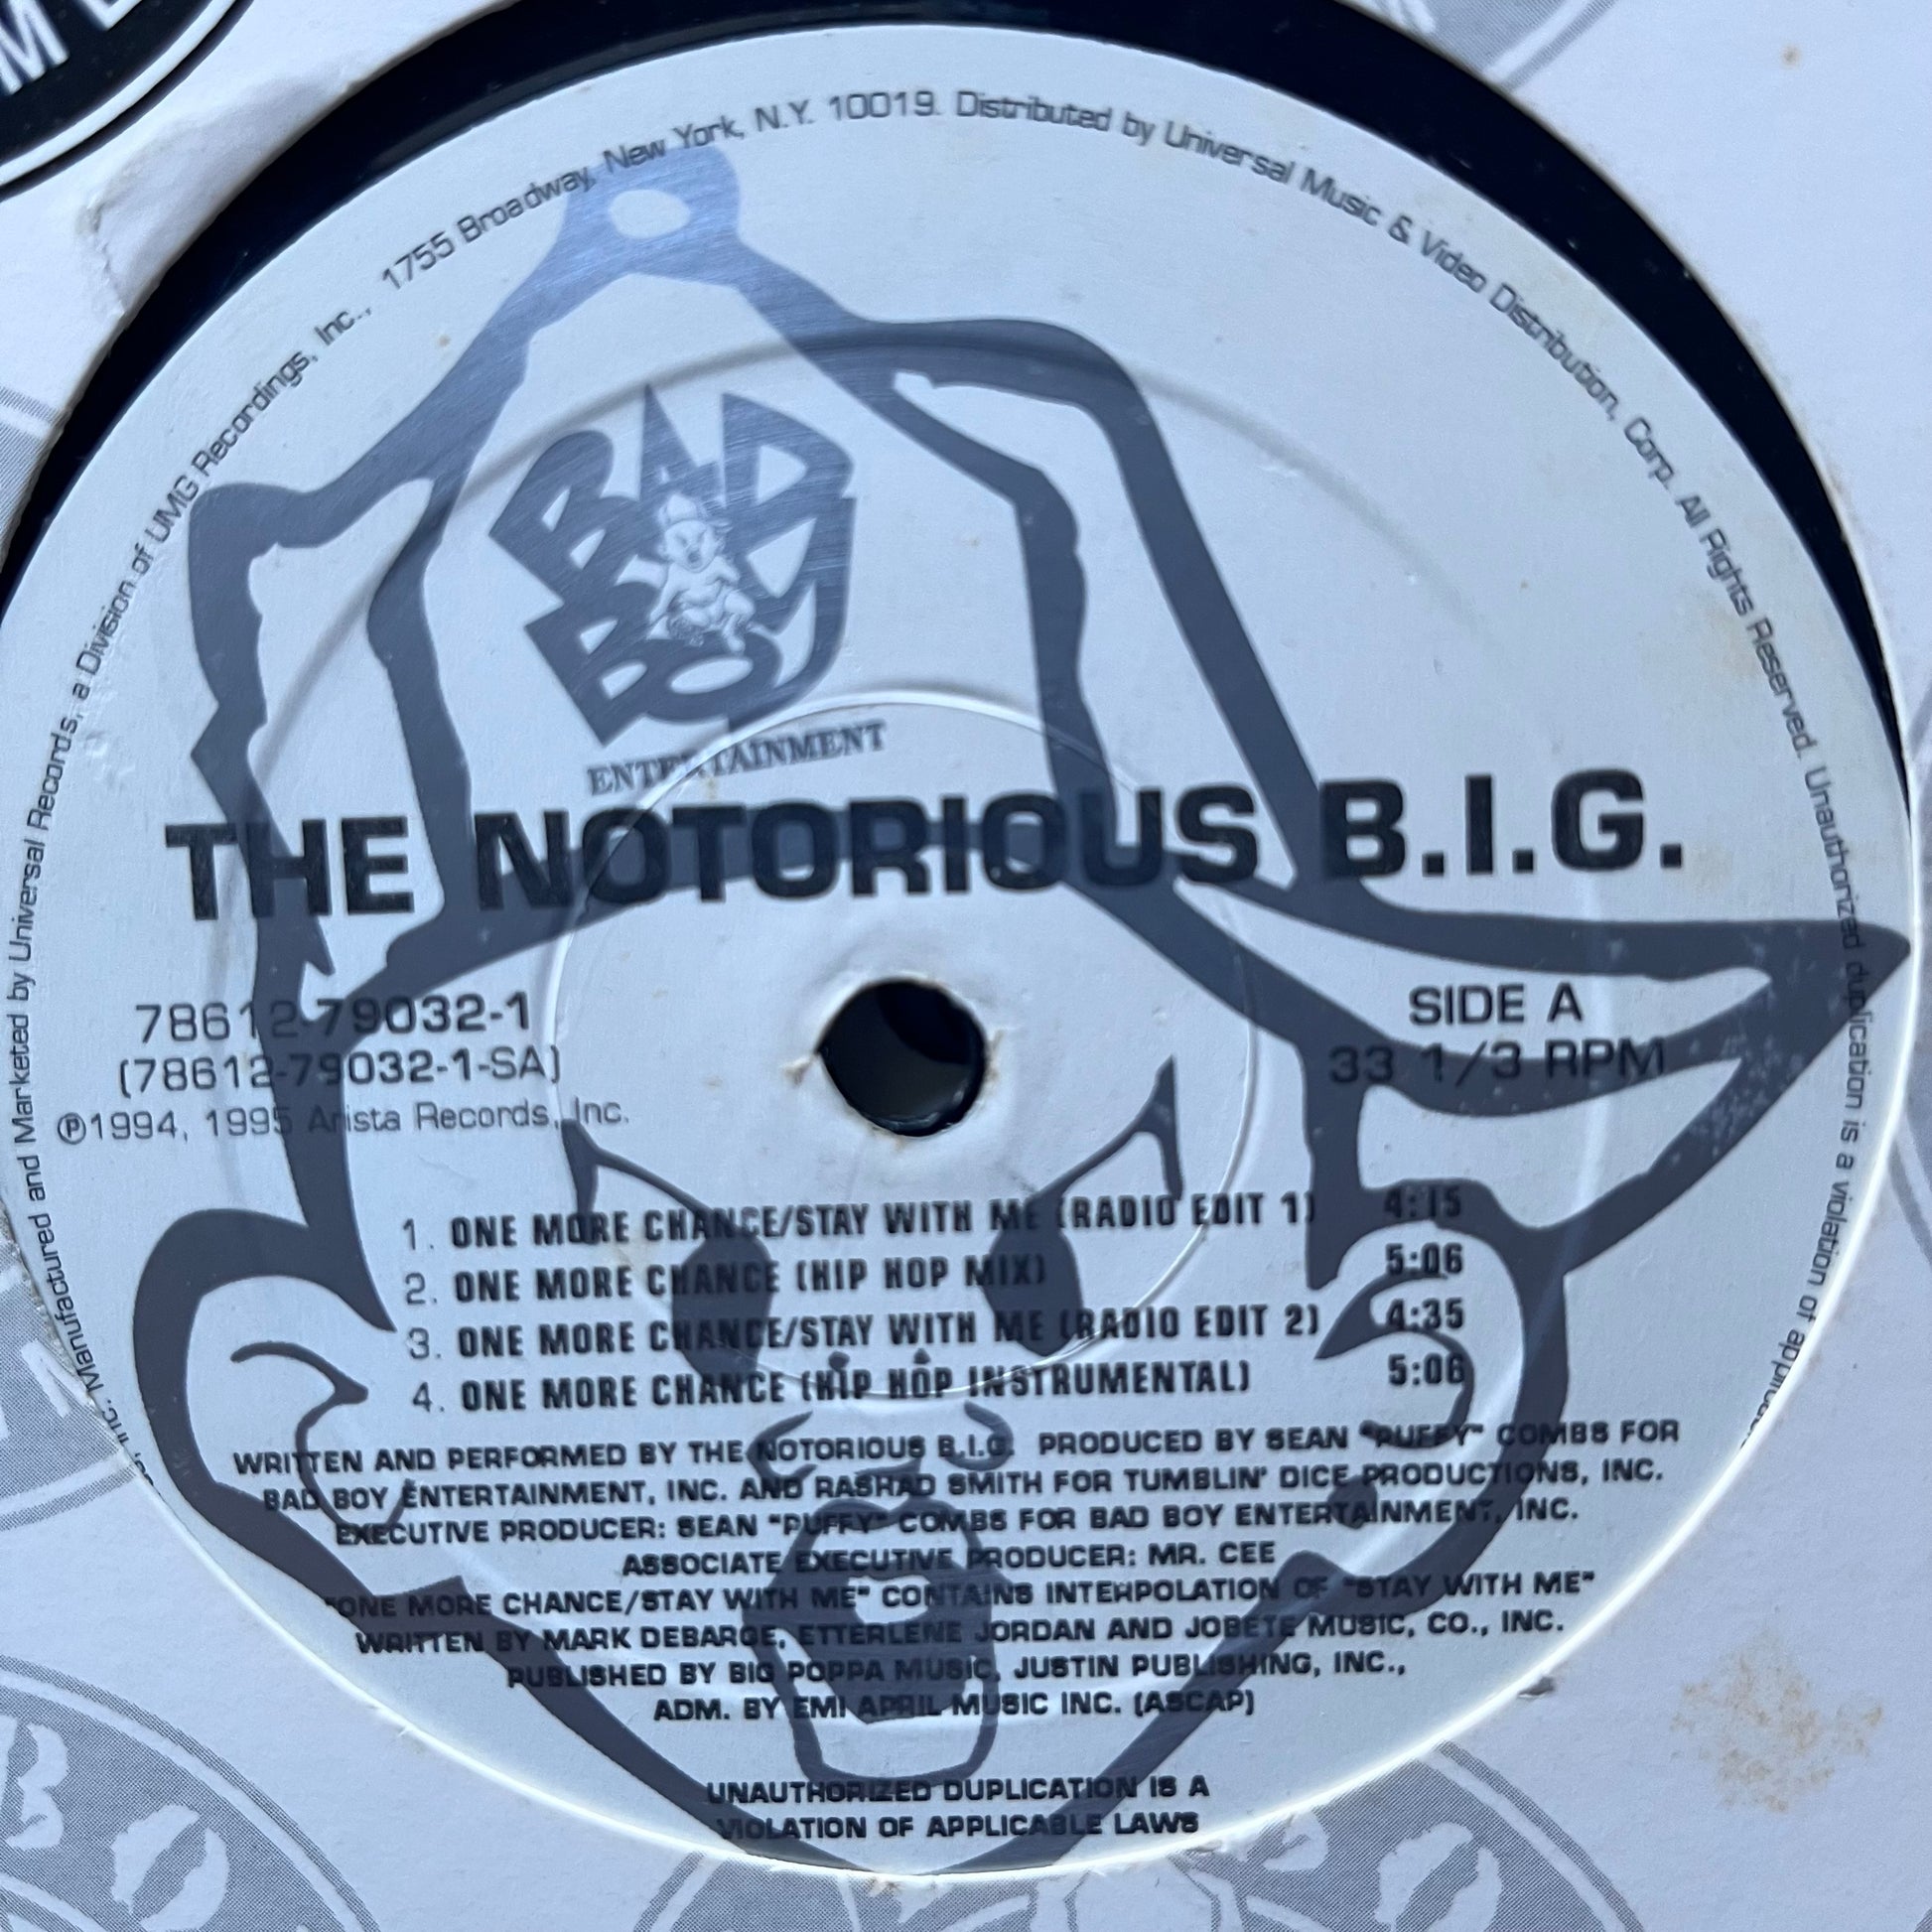 Manufactured and Marketed by Universal Records, a Division of UMG Recordings, Inc., 1755 Broadway, New York, N.Y. 10019. Distributed by Universal Music & Video Distribution, Corp. All Rights Reserved. Unauthorized duplication is a violation of
BAD
BOY
ENTERTAINMENT
THE NOTORIOUS B.I.G.
78612-79032-1
(78612-79032-1-SA)
℗1994, 1995 Arista Records, Inc.
SIDE A
33 1/3 RPM
1. ONE MORE CHANCE/STAY WITH ME (RADIO EDIT 1) 4:15
2. ONE MORE CHANCE (HIP HOP MIX) 5:06
3. ONE MORE CHANCE/STAY WITH ME (RADIO EDIT 2) 4:35
4. ONE MORE CHANCE (HIP HOP INSTRUMENTAL) 5:06
WRITTEN AND PERFORMED BY THE NOTORIOUS B.I.G. PRODUCED BY SEAN "PUFFY" COMBS FOR
BAD BOY ENTERTAINMENT, INC. AND RASHAD SMITH FOR TUMBLIN' DICE PRODUCTIONS, INC.
EXECUTIVE PRODUCER: SEAN "PUFFY" COMBS FOR BAD BOY ENTERTAINMENT, INC.
ASSOCIATE EXECUTIVE PRODUCER: MR. CEE
"ONE MORE CHANCE/STAY WITH ME" CONTAINS INTERPOLATION OF "STAY WITH ME"
WRITTEN BY MARK DEBARGE, ETTERLENE JORDAN AND JOBETE MUSIC, CO., INC.
PUBLISHED BY BIG POPPA MUSIC, JUSTIN PUBLISHING, INC.,
ADM. BY EMI APRIL MUSIC INC. (ASCAP)
UNAUTHORIZED DUPLICATION IS A
VIOLATION OF APPLICABLE LAWS